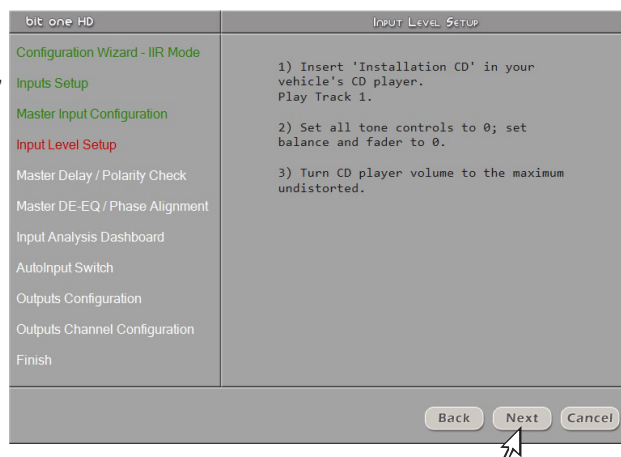 bit one HD
Input Level Setup
Configuration Wizard - IIR Mode
Inputs Setup
Master Input Configuration
Input Level Setup
Master Delay / Polarity Check
Master DE-EQ / Phase Alignment
Input Analysis Dashboard
AutoInput Switch
Outputs Configuration
Outputs Channel Configuration
Finish
1) Insert 'Installation CD' in your
vehicle's CD player.
Play Track 1.
2) Set all tone controls to 0; set
balance and fader to 0.
3) Turn CD player volume to the maximum
undistorted.
Back Next Cancel